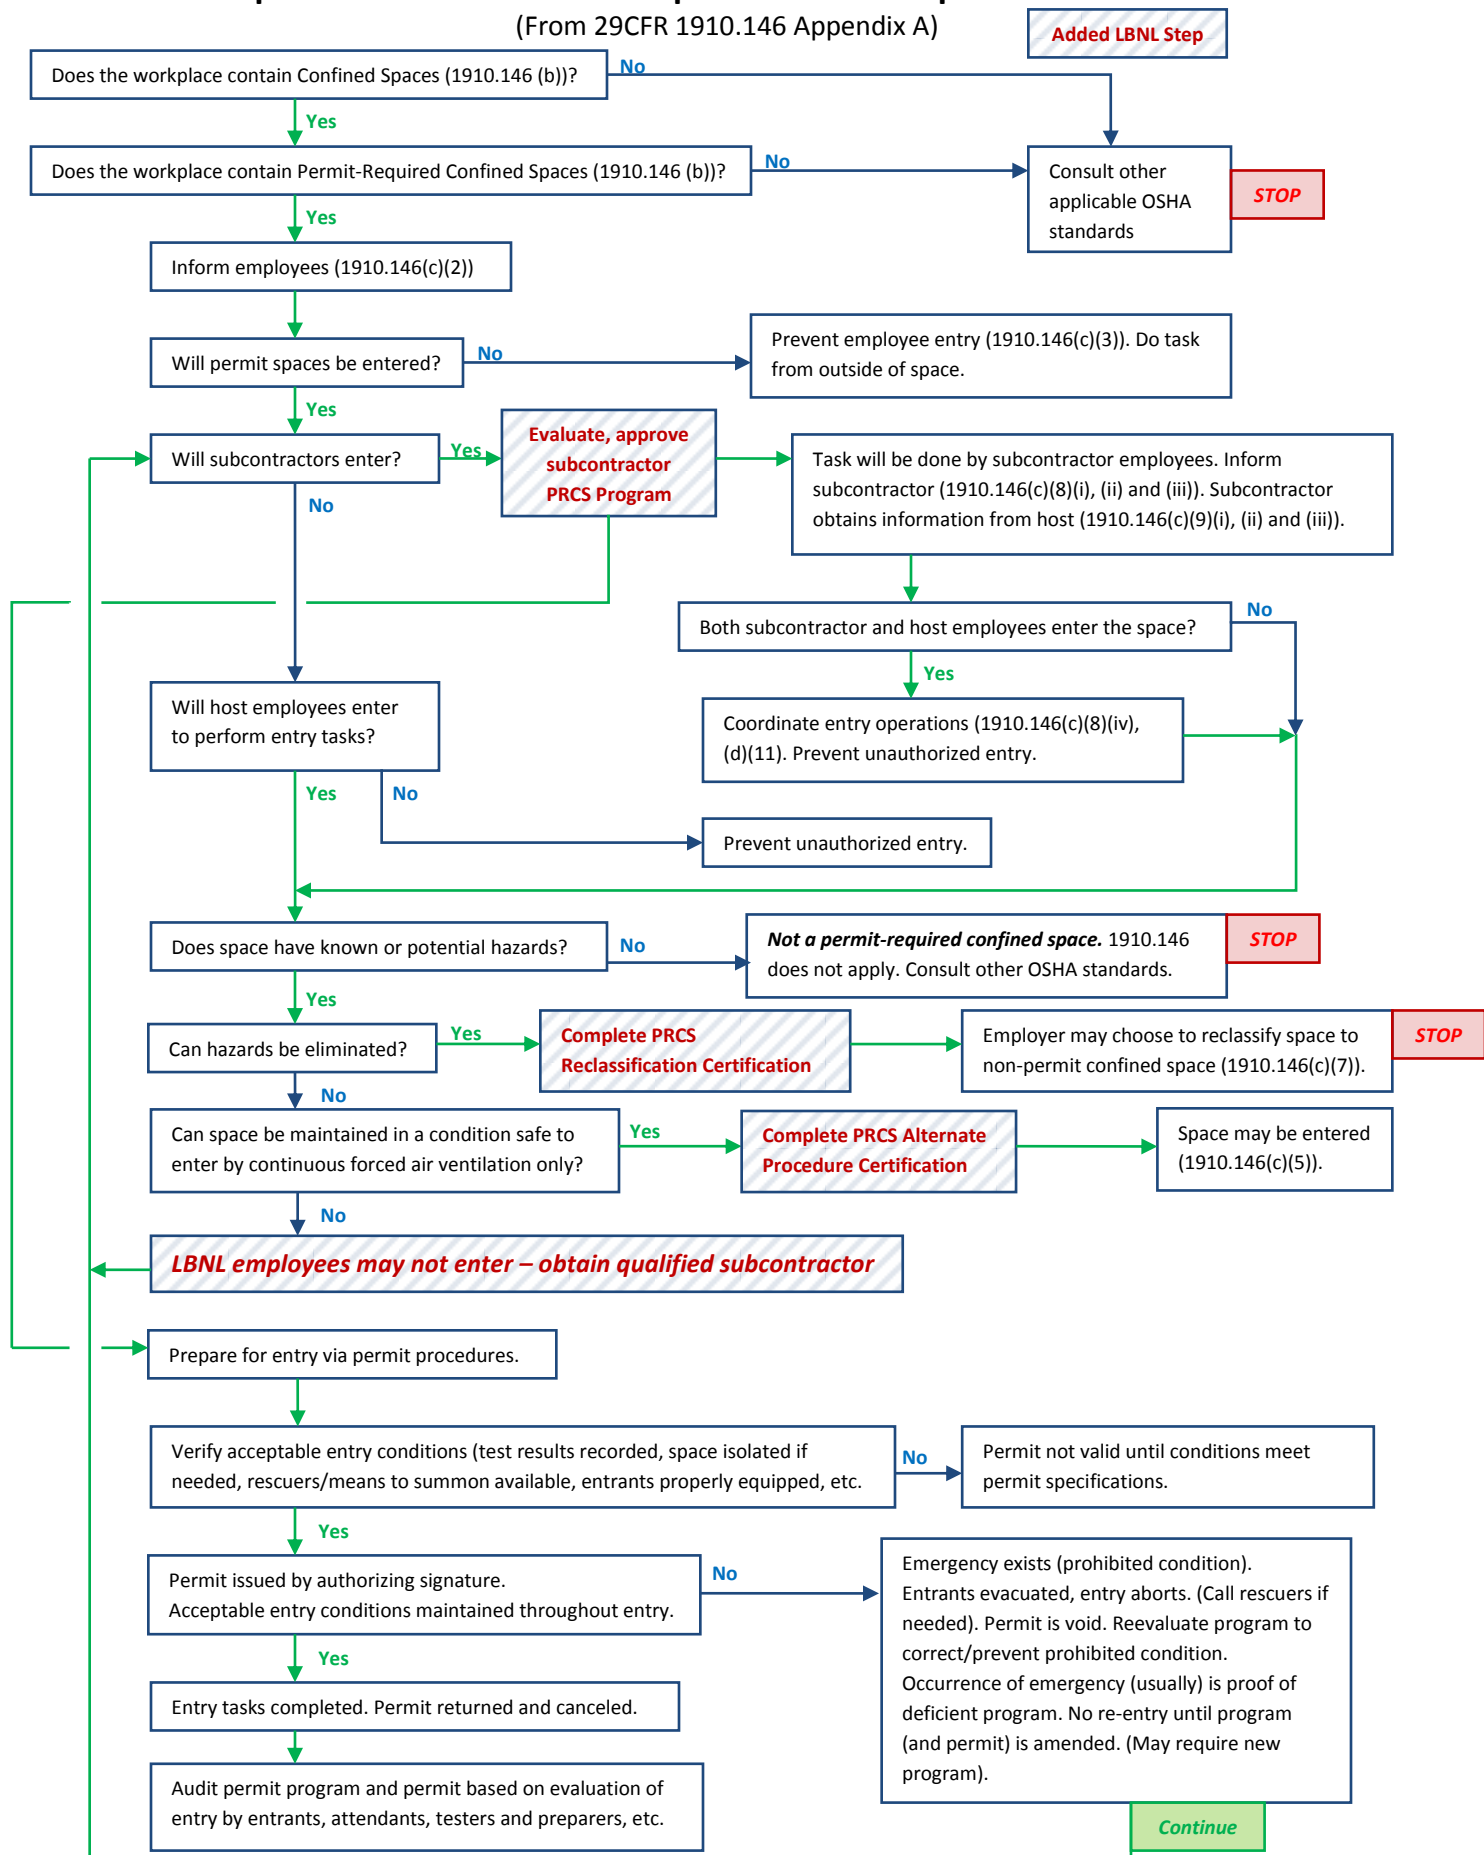 (From 29CFR 1910.146 Appendix A)
Added LBNL Step
Does the workplace contain Confined Spaces (1910.146 (b))?
No
Yes
Does the workplace contain Permit-Required Confined Spaces (1910.146 (b))?
No
Consult other
applicable OSHA
standards
STOP
Yes
Inform employees (1910.146(c)(2))
Will permit spaces be entered?
No
Prevent employee entry (1910.146(c)(3)). Do task
from outside of space.
Yes
Will subcontractors enter?
Yes
Evaluate, approve
subcontractor
PRCS Program
Task will be done by subcontractor employees. Inform
subcontractor (1910.146(c)(8)(i), (ii) and (iii)). Subcontractor
obtains information from host (1910.146(c)(9)(i), (ii) and (iii)).
No
Both subcontractor and host employees enter the space?
No
Yes
Will host employees enter
to perform entry tasks?
Coordinate entry operations (1910.146(c)(8)(iv),
(d)(11). Prevent unauthorized entry.
Yes
No
Prevent unauthorized entry.
Does space have known or potential hazards?
No
Not a permit-required confined space. 1910.146
does not apply. Consult other OSHA standards.
STOP
Yes
Can hazards be eliminated?
Yes
Complete PRCS
Reclassification Certification
Employer may choose to reclassify space to
non-permit confined space (1910.146(c)(7)).
STOP
No
Can space be maintained in a condition safe to
enter by continuous forced air ventilation only?
Yes
Complete PRCS Alternate
Procedure Certification
Space may be entered
(1910.146(c)(5)).
No
LBNL employees may not enter – obtain qualified subcontractor
Prepare for entry via permit procedures.
Verify acceptable entry conditions (test results recorded, space isolated if
needed, rescuers/means to summon available, entrants properly equipped, etc.
No
Permit not valid until conditions meet
permit specifications.
Yes
Permit issued by authorizing signature.
Acceptable entry conditions maintained throughout entry.
No
Emergency exists (prohibited condition).
Entrants evacuated, entry aborts. (Call rescuers if
needed). Permit is void. Reevaluate program to
correct/prevent prohibited condition.
Occurrence of emergency (usually) is proof of
deficient program. No re-entry until program
(and permit) is amended. (May require new
program).
Yes
Entry tasks completed. Permit returned and canceled.
Audit permit program and permit based on evaluation of
entry by entrants, attendants, testers and preparers, etc.
Continue